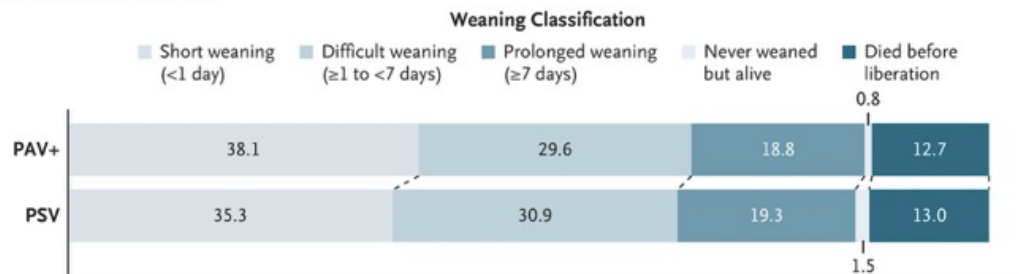 Weaning Classification
Short weaning (<1 day)
Difficult weaning (≥1 to <7 days)
Prolonged weaning (≥7 days)
Never weaned but alive
Died before liberation
0.8
PAV+ 38.1 29.6 18.8 12.7
PSV 35.3 30.9 19.3 13.0
1.5